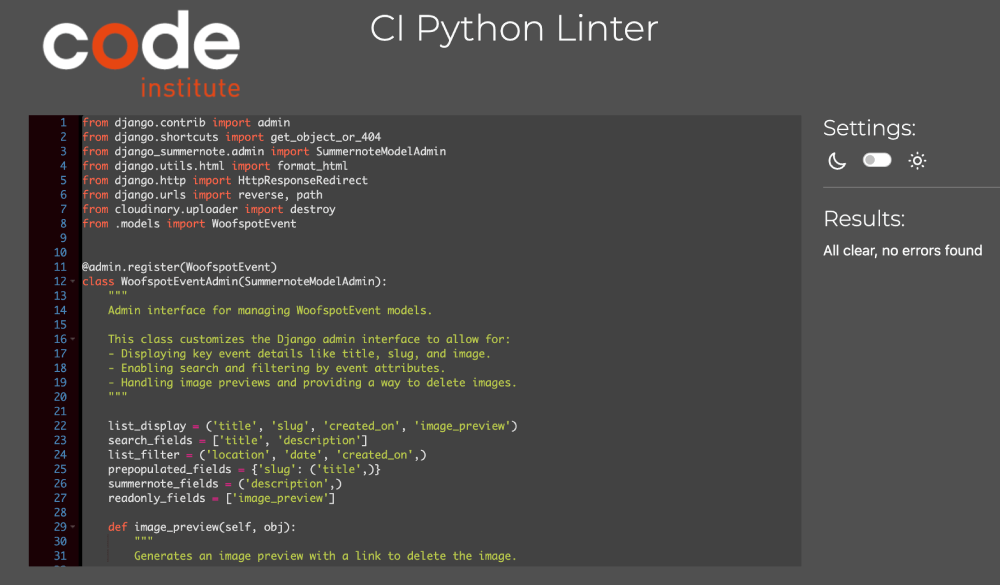 code
institute
CI Python Linter
1 from django.contrib import admin
2 from django.shortcuts import get_object_or_404
3 from django_summernote.admin import SummernoteModelAdmin
4 from django.utils.html import format_html
5 from django.http import HttpResponseRedirect
6 from django.urls import reverse, path
7 from cloudinary.uploader import destroy
8 from .models import WoofspotEvent
9
10
11 @admin.register(WoofspotEvent)
12 class WoofspotEventAdmin(SummernoteModelAdmin):
13     """
14     Admin interface for managing WoofspotEvent models.
15
16     This class customizes the Django admin interface to allow for:
17     - Displaying key event details like title, slug, and image.
18     - Enabling search and filtering by event attributes.
19     - Handling image previews and providing a way to delete images.
20     """
21
22     list_display = ('title', 'slug', 'created_on', 'image_preview')
23     search_fields = ['title', 'description']
24     list_filter = ('location', 'date', 'created_on',)
25     prepopulated_fields = {'slug': ('title',)}
26     summernote_fields = ('description',)
27     readonly_fields = ['image_preview']
28
29     def image_preview(self, obj):
30         """
31         Generates an image preview with a link to delete the image.
Settings:
Results:
All clear, no errors found